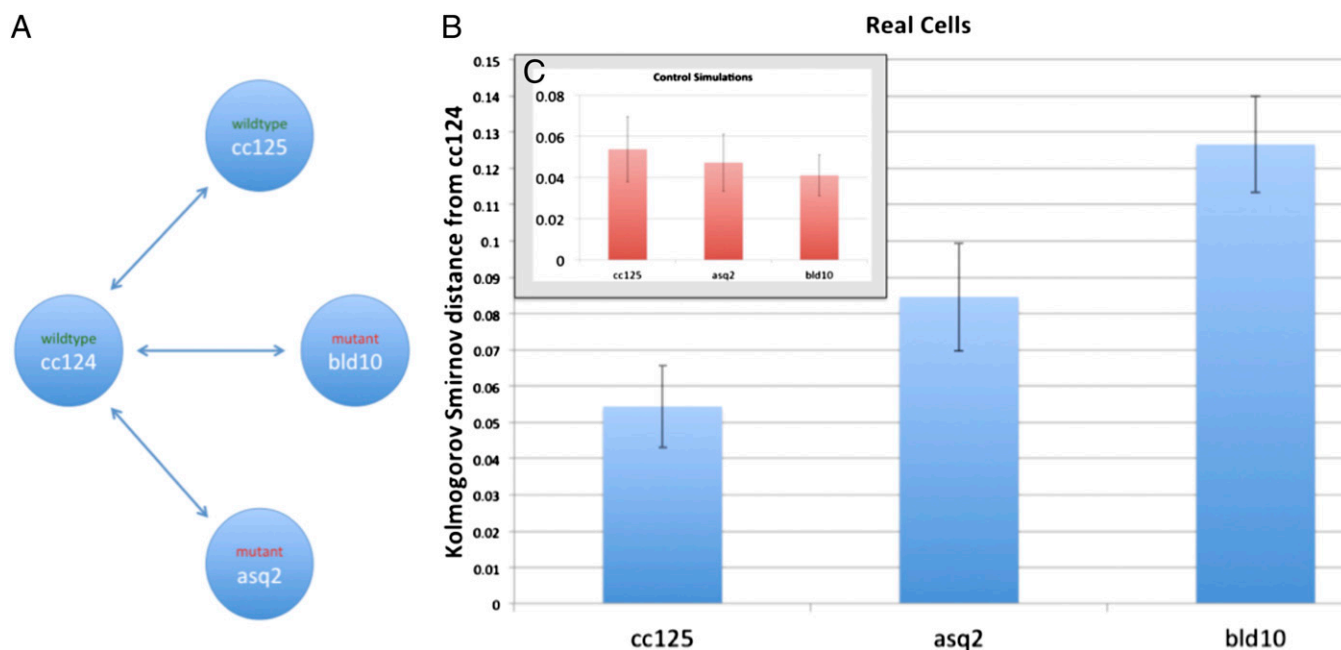 A
wildtype
cc125
wildtype
cc124
mutant
bld10
mutant
asq2
B
Real Cells
Kolmogorov Smirnov distance from cc124
0.15
0.14
0.13
0.12
0.11
0.1
0.09
0.08
0.07
0.06
0.05
0.04
0.03
0.02
0.01
0
cc125 asq2 bld10
C
Control Simulations
0.08
0.06
0.04
0.02
0
cc125 asq2 bld10